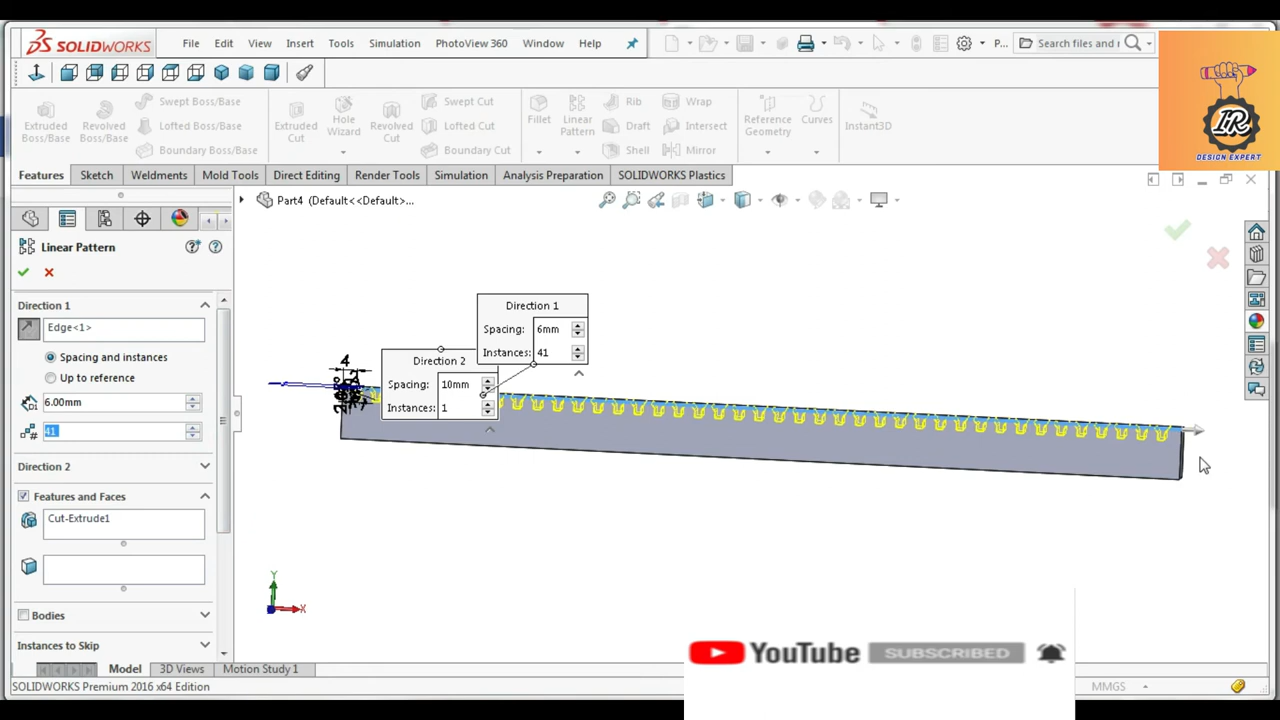 SOLIDWORKS File Edit View Insert Tools Simulation PhotoView 360 Window Help P... Search files and r
Extruded Boss/Base
Revolved Boss/Base
Swept Boss/Base
Lofted Boss/Base
Boundary Boss/Base
Extruded Cut
Hole Wizard
Revolved Cut
Swept Cut
Lofted Cut
Boundary Cut
Fillet
Linear Pattern
Rib
Draft
Shell
Wrap
Intersect
Mirror
Reference Geometry
Curves
Instant3D
IR
DESIGN EXPERT
Features Sketch Weldments Mold Tools Direct Editing Render Tools Simulation Analysis Preparation SOLIDWORKS Plastics
Part4 (Default<<Default>...
Linear Pattern
Direction 1
Edge<1>
Spacing and instances
Up to reference
D1
6.00mm
41
Direction 2
Features and Faces
Cut-Extrude1
Bodies
Instances to Skip
Direction 1
Spacing: 6mm
Instances: 41
Direction 2
Spacing: 10mm
Instances: 1
4
Y
X
YouTube SUBSCRIBED
Model 3D Views Motion Study 1
SOLIDWORKS Premium 2016 x64 Edition
MMGS